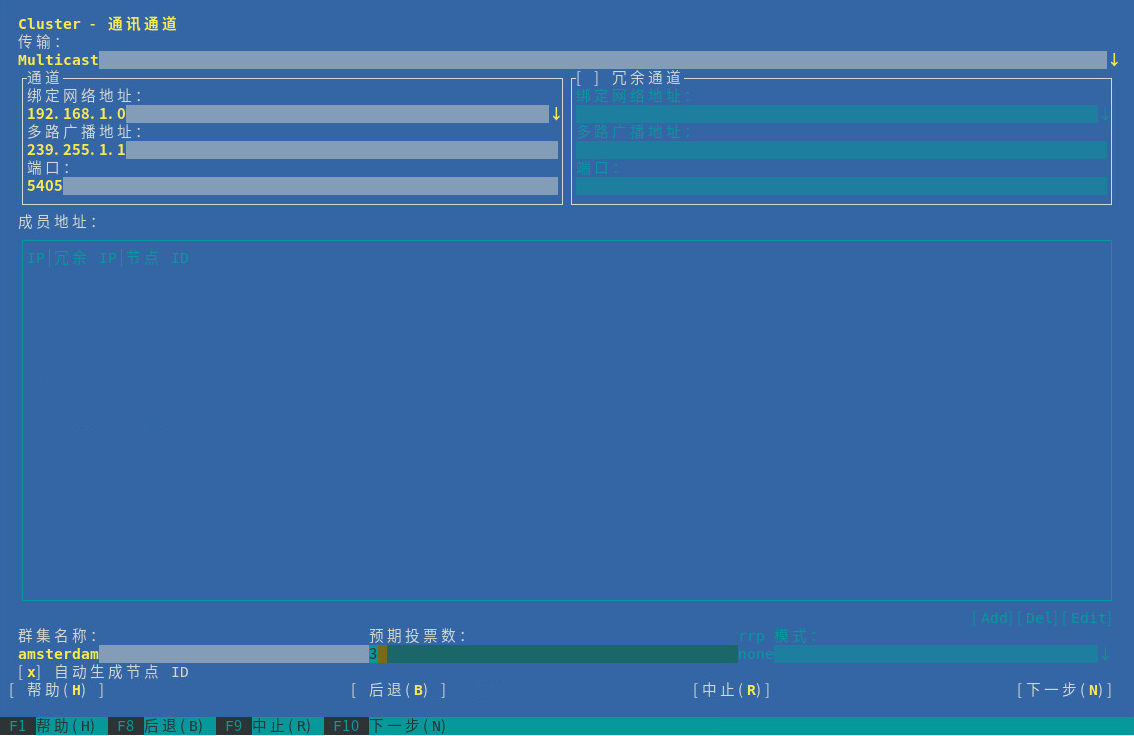 Cluster - 通讯通道
传输:
Multicast ↓
通道
绑定网络地址:
192.168.1.0 ↓
多路广播地址:
239.255.1.1
端口:
5405
[ ] 冗余通道
绑定网络地址:
↓
多路广播地址:
端口:
成员地址:
IP│冗余 IP│节点 ID
[Add][Del][Edit]
群集名称: 预期投票数: rrp 模式:
amsterdam 3 none ↓
[x] 自动生成节点 ID
[ 帮助(H) ] [ 后退(B) ] [中止(R)] [下一步(N)]
F1 帮助(H) F8 后退(B) F9 中止(R) F10 下一步(N)